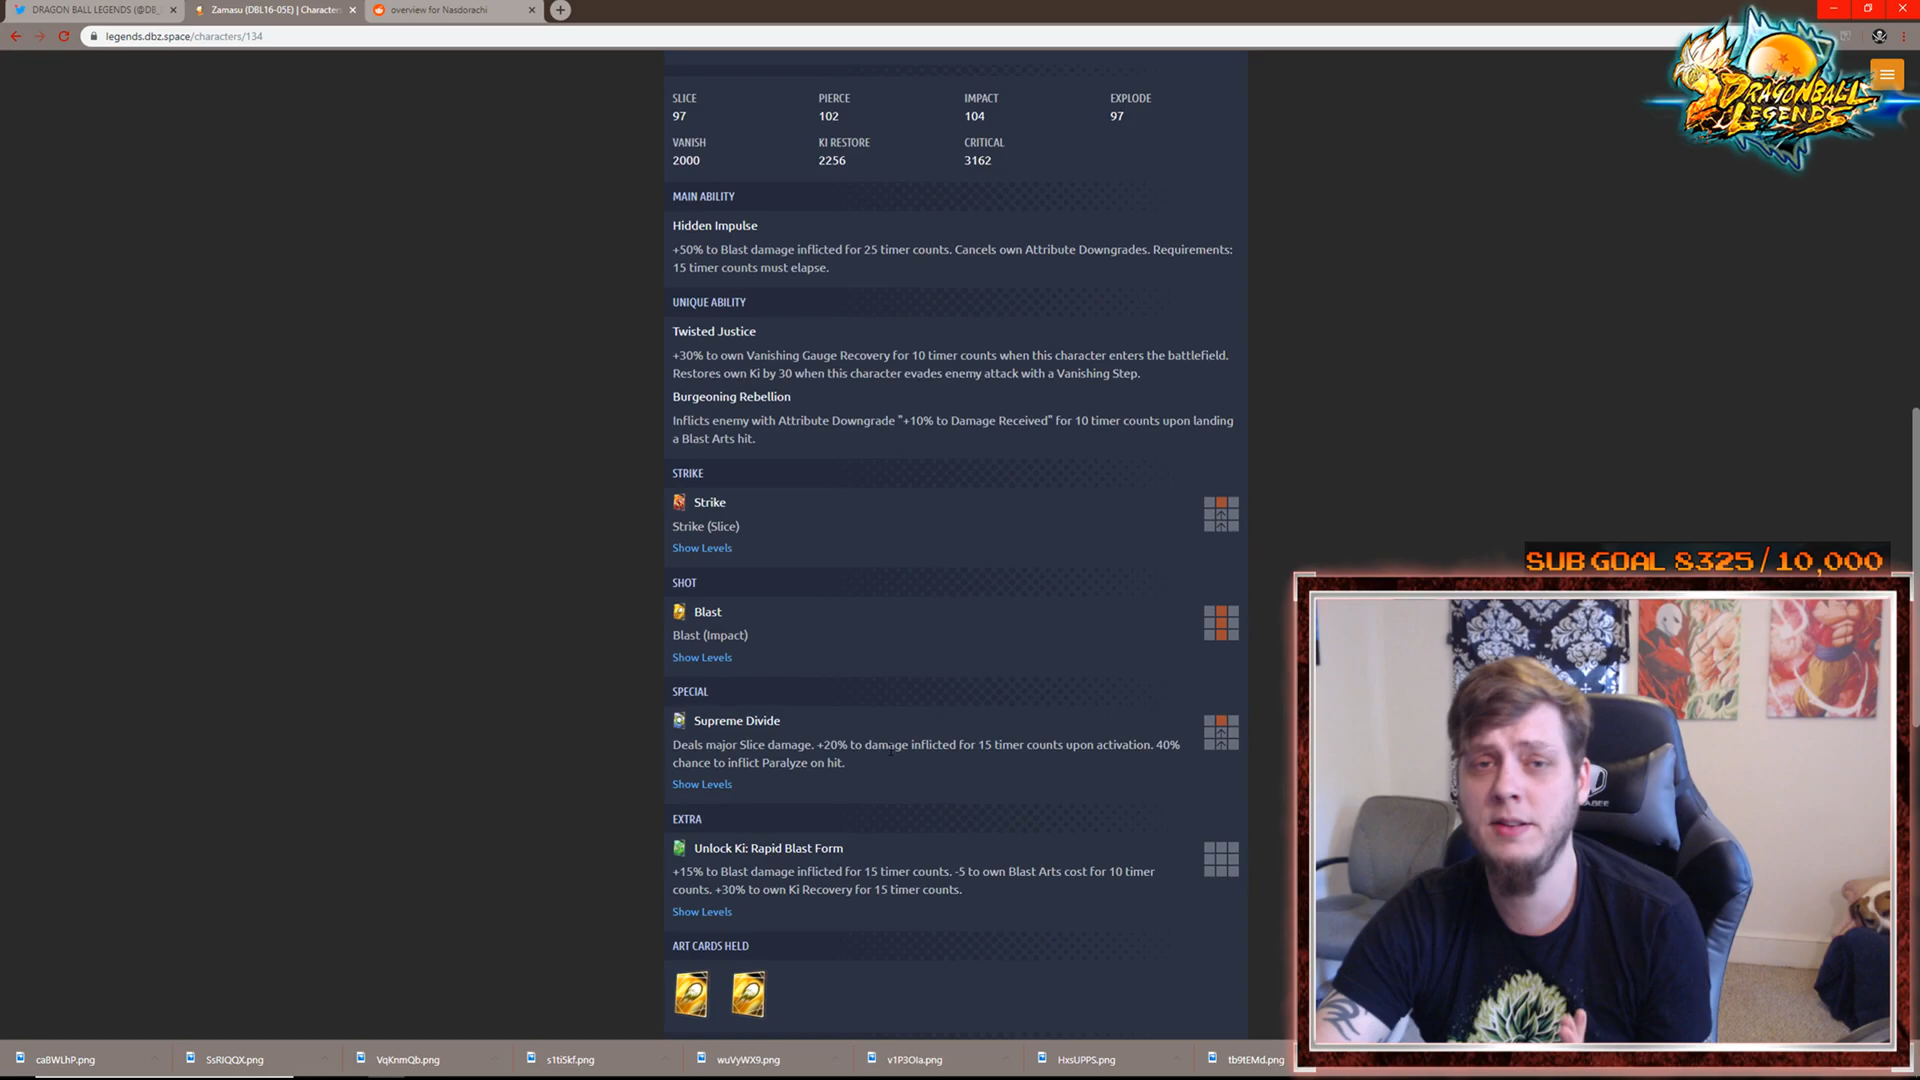 DRAGON BALL LEGENDS (@DB_
Zamasu (DBL16-05E) | Character
overview for Nasdorachi
legends.dbz.space/characters/134
DRAGONBALL
LEGENDS
SLICE
PIERCE
IMPACT
EXPLODE
97
102
104
97
VANISH
KI RESTORE
CRITICAL
2000
2256
3162
MAIN ABILITY
Hidden Impulse
+50% to Blast damage inflicted for 25 timer counts. Cancels own Attribute Downgrades. Requirements:
15 timer counts must elapse.
UNIQUE ABILITY
Twisted Justice
+30% to own Vanishing Gauge Recovery for 10 timer counts when this character enters the battlefield.
Restores own Ki by 30 when this character evades enemy attack with a Vanishing Step.
Burgeoning Rebellion
Inflicts enemy with Attribute Downgrade "+10% to Damage Received" for 10 timer counts upon landing
a Blast Arts hit.
STRIKE
Strike
Strike (Slice)
Show Levels
SHOT
Blast
Blast (Impact)
Show Levels
SPECIAL
Supreme Divide
Deals major Slice damage. +20% to damage inflicted for 15 timer counts upon activation. 40%
chance to inflict Paralyze on hit.
Show Levels
EXTRA
Unlock Ki: Rapid Blast Form
+15% to Blast damage inflicted for 15 timer counts. -5 to own Blast Arts cost for 10 timer
counts. +30% to own Ki Recovery for 15 timer counts.
Show Levels
ART CARDS HELD
SUB GOAL 8325 / 10,000
caBWLhP.png
SsRIQQX.png
VqKnmQb.png
s1ti5kf.png
wuVyWX9.png
v1P3OIa.png
HxsUPPS.png
tb9tEMd.png